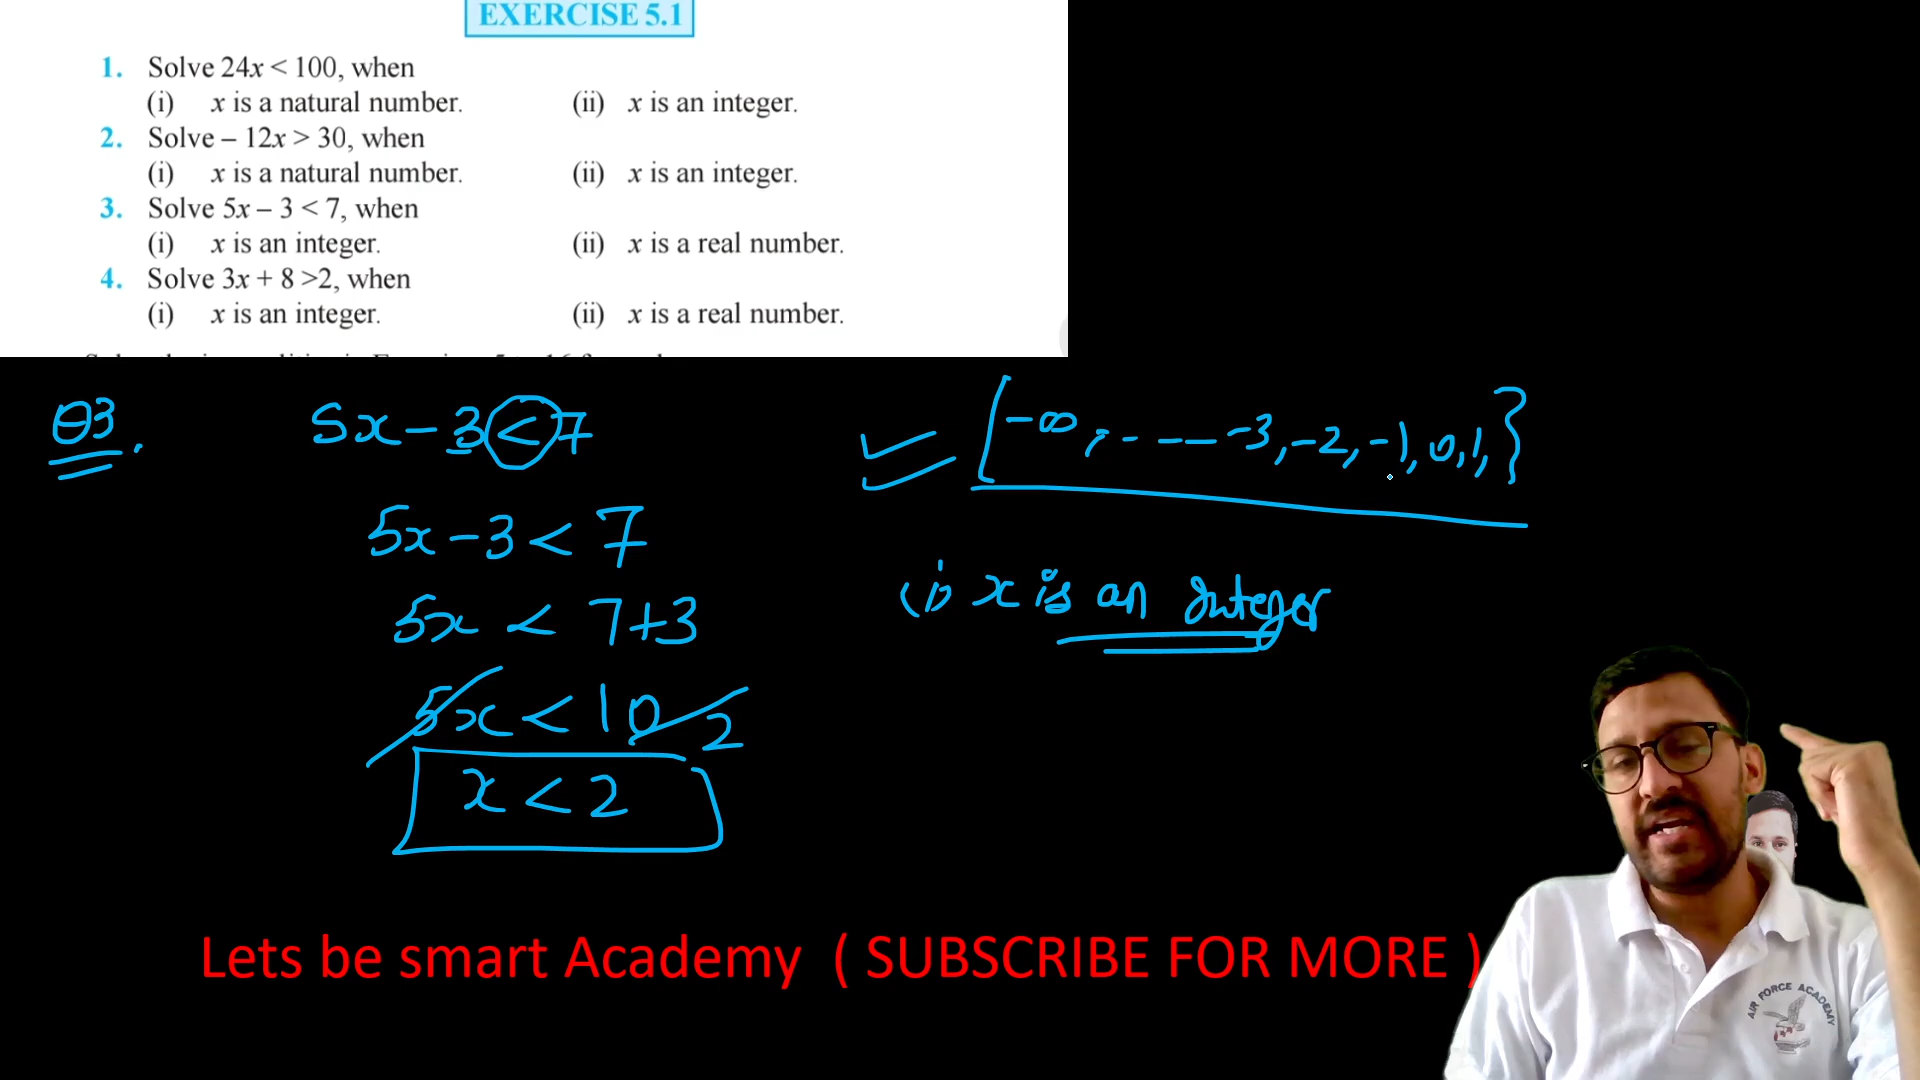 EXERCISE 5.1
1. Solve 24x < 100, when
(i) x is a natural number. (ii) x is an integer.
2. Solve – 12x > 30, when
(i) x is a natural number. (ii) x is an integer.
3. Solve 5x – 3 < 7, when
(i) x is an integer. (ii) x is a real number.
4. Solve 3x + 8 >2, when
(i) x is an integer. (ii) x is a real number.
Q3.
5x-3<7
5x-3 < 7
5x < 7+3
5x < 10 2
x < 2
[-∞, - - - - -3, -2, -1, 0, 1, }
(i) x is an Integer
Lets be smart Academy ( SUBSCRIBE FOR MORE )
AIR FORCE ACADEMY